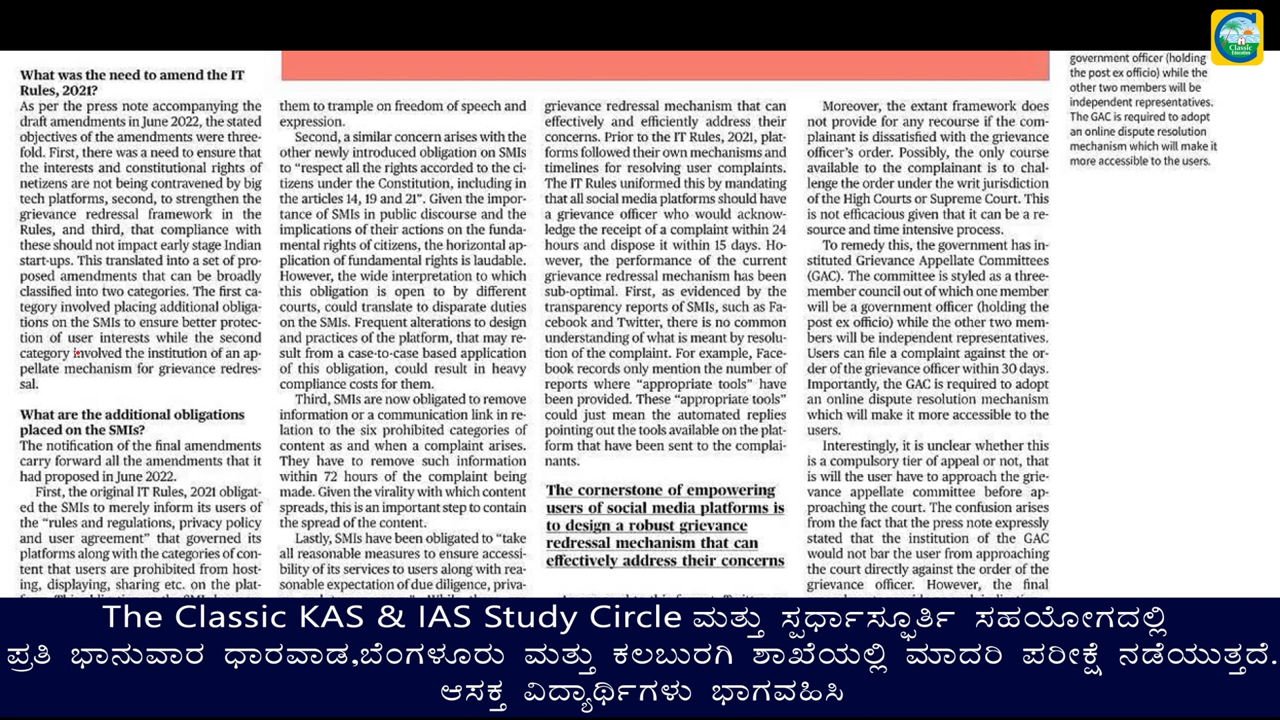 Classic
Education
What was the need to amend the IT
Rules, 2021?
As per the press note accompanying the
draft amendments in June 2022, the stated
objectives of the amendments were three-
fold. First, there was a need to ensure that
the interests and constitutional rights of
netizens are not being contravened by big
tech platforms, second, to strengthen the
grievance redressal framework in the
Rules, and third, that compliance with
these should not impact early stage Indian
start-ups. This translated into a set of pro-
posed amendments that can be broadly
classified into two categories. The first ca-
tegory involved placing additional obliga-
tions on the SMIs to ensure better protec-
tion of user interests while the second
category involved the institution of an ap-
pellate mechanism for grievance redres-
sal.
What are the additional obligations
placed on the SMIs?
The notification of the final amendments
carry forward all the amendments that it
had proposed in June 2022.
First, the original IT Rules, 2021 obligat-
ed the SMIs to merely inform its users of
the “rules and regulations, privacy policy
and user agreement” that governed its
platforms along with the categories of con-
tent that users are prohibited from host-
ing, displaying, sharing etc. on the plat-
them to trample on freedom of speech and
expression.
Second, a similar concern arises with the
other newly introduced obligation on SMIs
to “respect all the rights accorded to the ci-
tizens under the Constitution, including in
the articles 14, 19 and 21”. Given the impor-
tance of SMIs in public discourse and the
implications of their actions on the funda-
mental rights of citizens, the horizontal ap-
plication of fundamental rights is laudable.
However, the wide interpretation to which
this obligation is open to by different
courts, could translate to disparate duties
on the SMIs. Frequent alterations to design
and practices of the platform, that may re-
sult from a case-to-case based application
of this obligation, could result in heavy
compliance costs for them.
Third, SMIs are now obligated to remove
information or a communication link in re-
lation to the six prohibited categories of
content as and when a complaint arises.
They have to remove such information
within 72 hours of the complaint being
made. Given the virality with which content
spreads, this is an important step to contain
the spread of the content.
Lastly, SMIs have been obligated to “take
all reasonable measures to ensure accessi-
bility of its services to users along with rea-
sonable expectation of due diligence, priva-
grievance redressal mechanism that can
effectively and efficiently address their
concerns. Prior to the IT Rules, 2021, plat-
forms followed their own mechanisms and
timelines for resolving user complaints.
The IT Rules uniformed this by mandating
that all social media platforms should have
a grievance officer who would acknow-
ledge the receipt of a complaint within 24
hours and dispose it within 15 days. Ho-
wever, the performance of the current
grievance redressal mechanism has been
sub-optimal. First, as evidenced by the
transparency reports of SMIs, such as Fa-
cebook and Twitter, there is no common
understanding of what is meant by resolu-
tion of the complaint. For example, Face-
book records only mention the number of
reports where “appropriate tools” have
been provided. These “appropriate tools”
could just mean the automated replies
pointing out the tools available on the plat-
form that have been sent to the complai-
nants.
The cornerstone of empowering
users of social media platforms is
to design a robust grievance
redressal mechanism that can
effectively address their concerns
Moreover, the extant framework does
not provide for any recourse if the com-
plainant is dissatisfied with the grievance
officer’s order. Possibly, the only course
available to the complainant is to chal-
lenge the order under the writ jurisdiction
of the High Courts or Supreme Court. This
is not efficacious given that it can be a re-
source and time intensive process.
To remedy this, the government has in-
stituted Grievance Appellate Committees
(GAC). The committee is styled as a three-
member council out of which one member
will be a government officer (holding the
post ex officio) while the other two mem-
bers will be independent representatives.
Users can file a complaint against the or-
der of the grievance officer within 30 days.
Importantly, the GAC is required to adopt
an online dispute resolution mechanism
which will make it more accessible to the
users.
Interestingly, it is unclear whether this
is a compulsory tier of appeal or not, that
is will the user have to approach the grie-
vance appellate committee before ap-
proaching the court. The confusion arises
from the fact that the press note expressly
stated that the institution of the GAC
would not bar the user from approaching
the court directly against the order of the
grievance officer. However, the final
government officer (holding
the post ex officio) while the
other two members will be
independent representatives.
The GAC is required to adopt
an online dispute resolution
mechanism which will make it
more accessible to the users.
The Classic KAS & IAS Study Circle ಮತ್ತು ಸ್ಪರ್ಧಾಸ್ಫೂರ್ತಿ ಸಹಯೋಗದಲ್ಲಿ
ಪ್ರತಿ ಭಾನುವಾರ ಧಾರವಾಡ,ಬೆಂಗಳೂರು ಮತ್ತು ಕಲಬುರಗಿ ಶಾಖೆಯಲ್ಲಿ ಮಾದರಿ ಪರೀಕ್ಷೆ ನಡೆಯುತ್ತದೆ.
ಆಸಕ್ತ ವಿದ್ಯಾರ್ಥಿಗಳು ಭಾಗವಹಿಸಿ